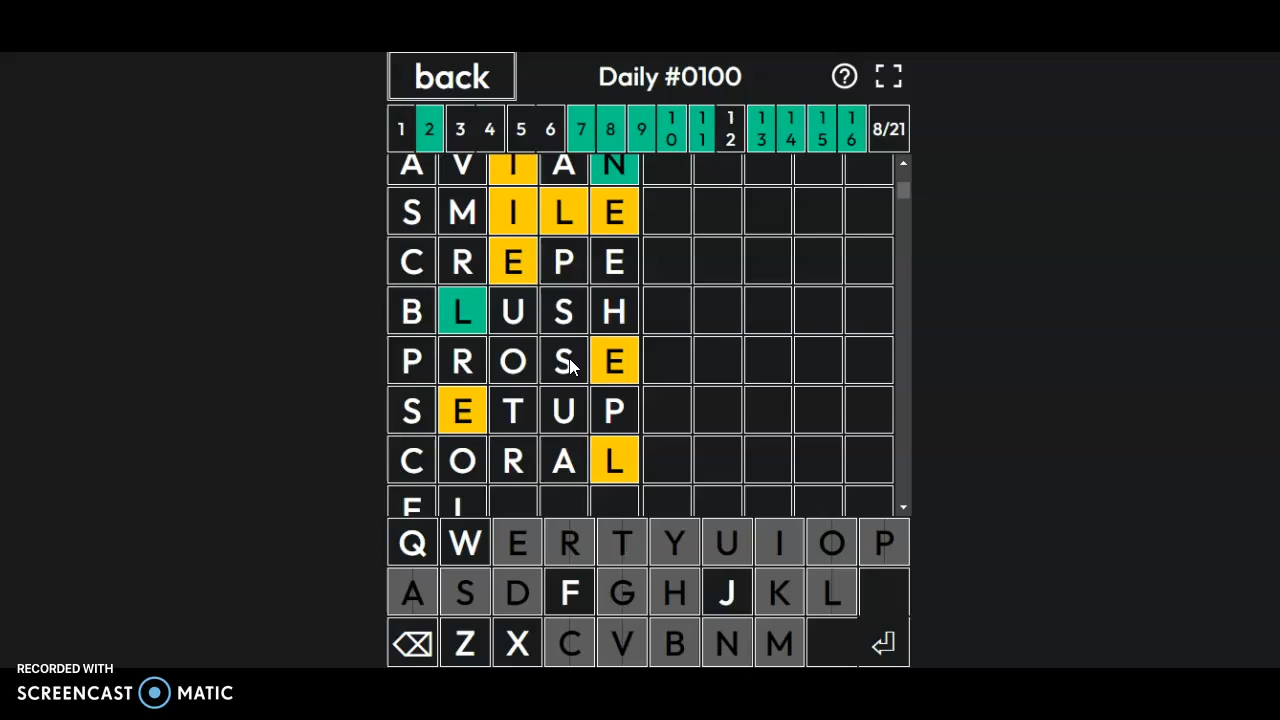 back Daily #0100
1 2 3 4 5 6 7 8 9 10 11 12 13 14 15 16 8/21
AVIAN
SMILE
CREPE
BLUSH
PROSE
SETUP
CORAL
QWERTYUIOP
ASDFGHJKL
ZXCVBNM
RECORDED WITH
SCREENCAST MATIC